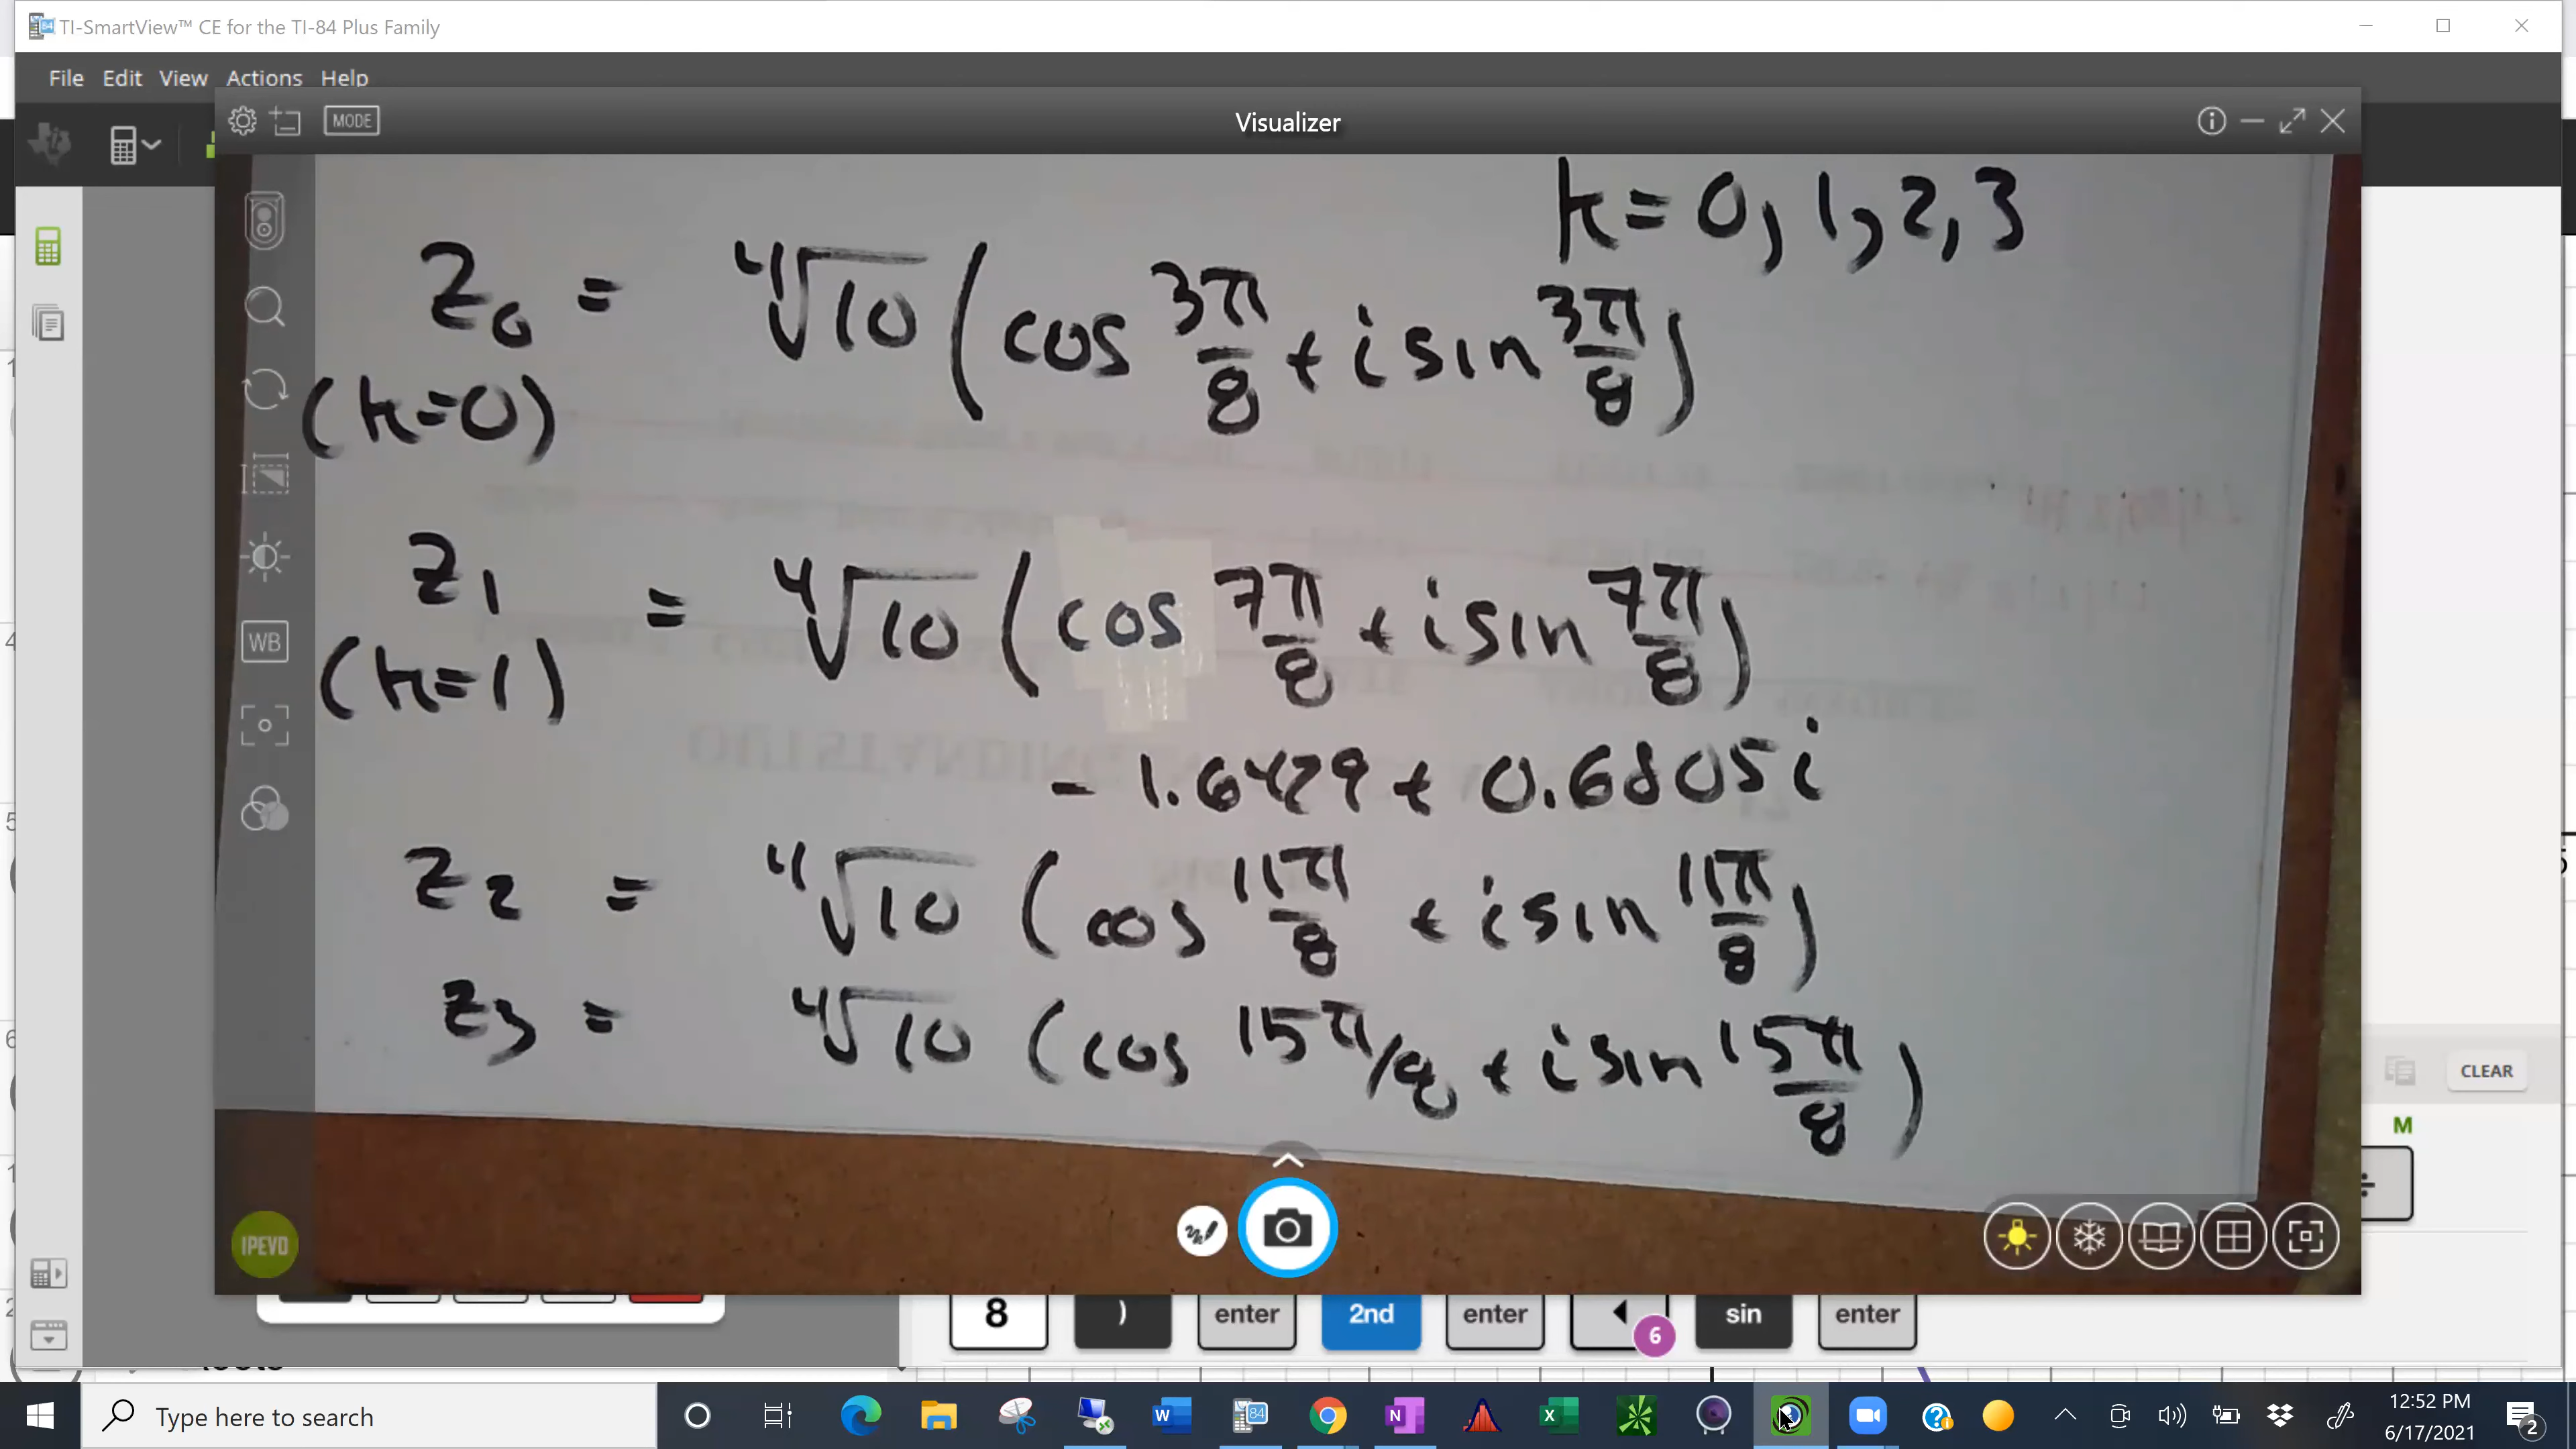 TI-SmartView™ CE for the TI-84 Plus Family
File Edit View Actions Help
MODE
Visualizer
k=0,1,2,3
z₀ = ⁴√10 (cos 3π/8 + i sin 3π/8)
(k=0)
z₁ = ⁴√10 (cos 7π/8 + i sin 7π/8)
(k=1)
- 1.6429 + 0.6805i
z₂ = ⁴√10 (cos 11π/8 + i sin 11π/8)
z₃ = ⁴√10 (cos 15π/8 + i sin 15π/8)
WB
IPEVO
CLEAR
M
8 ) enter 2nd enter 6 sin enter
Type here to search
12:52 PM
6/17/2021
2